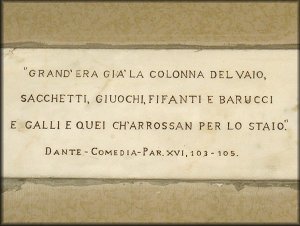 "GRAND'ERA GIA' LA COLONNA DEL VAIO,
SACCHETTI, GIUOCHI, FIFANTI E BARUCCI
E GALLI E QUEI CH'ARROSSAN PER LO STAIO."
DANTE-COMEDIA-PAR. XVI, 103-105.